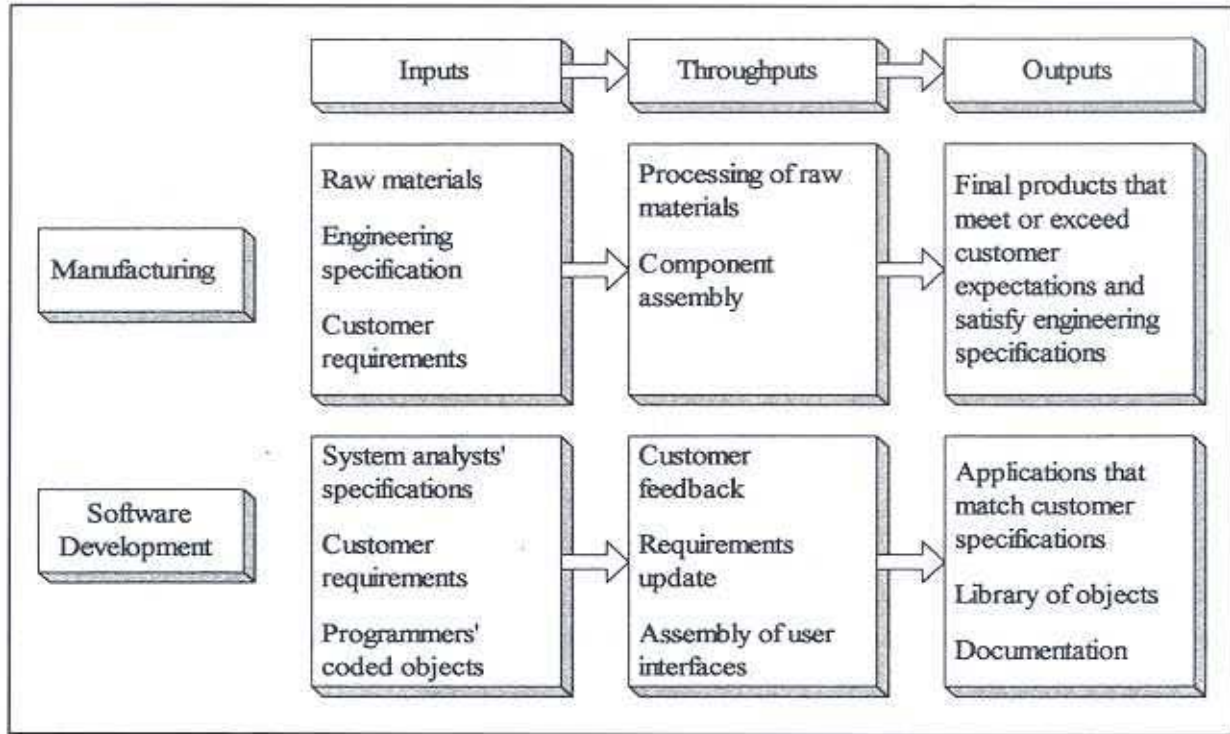 Inputs
Throughputs
Outputs
Manufacturing
Raw materials
Engineering
specification
Customer
requirements
Processing of raw
materials
Component
assembly
Final products that
meet or exceed
customer
expectations and
satisfy engineering
specifications
Software
Development
System analysts'
specifications
Customer
requirements
Programmers'
coded objects
Customer
feedback
Requirements
update
Assembly of user
interfaces
Applications that
match customer
specifications
Library of objects
Documentation